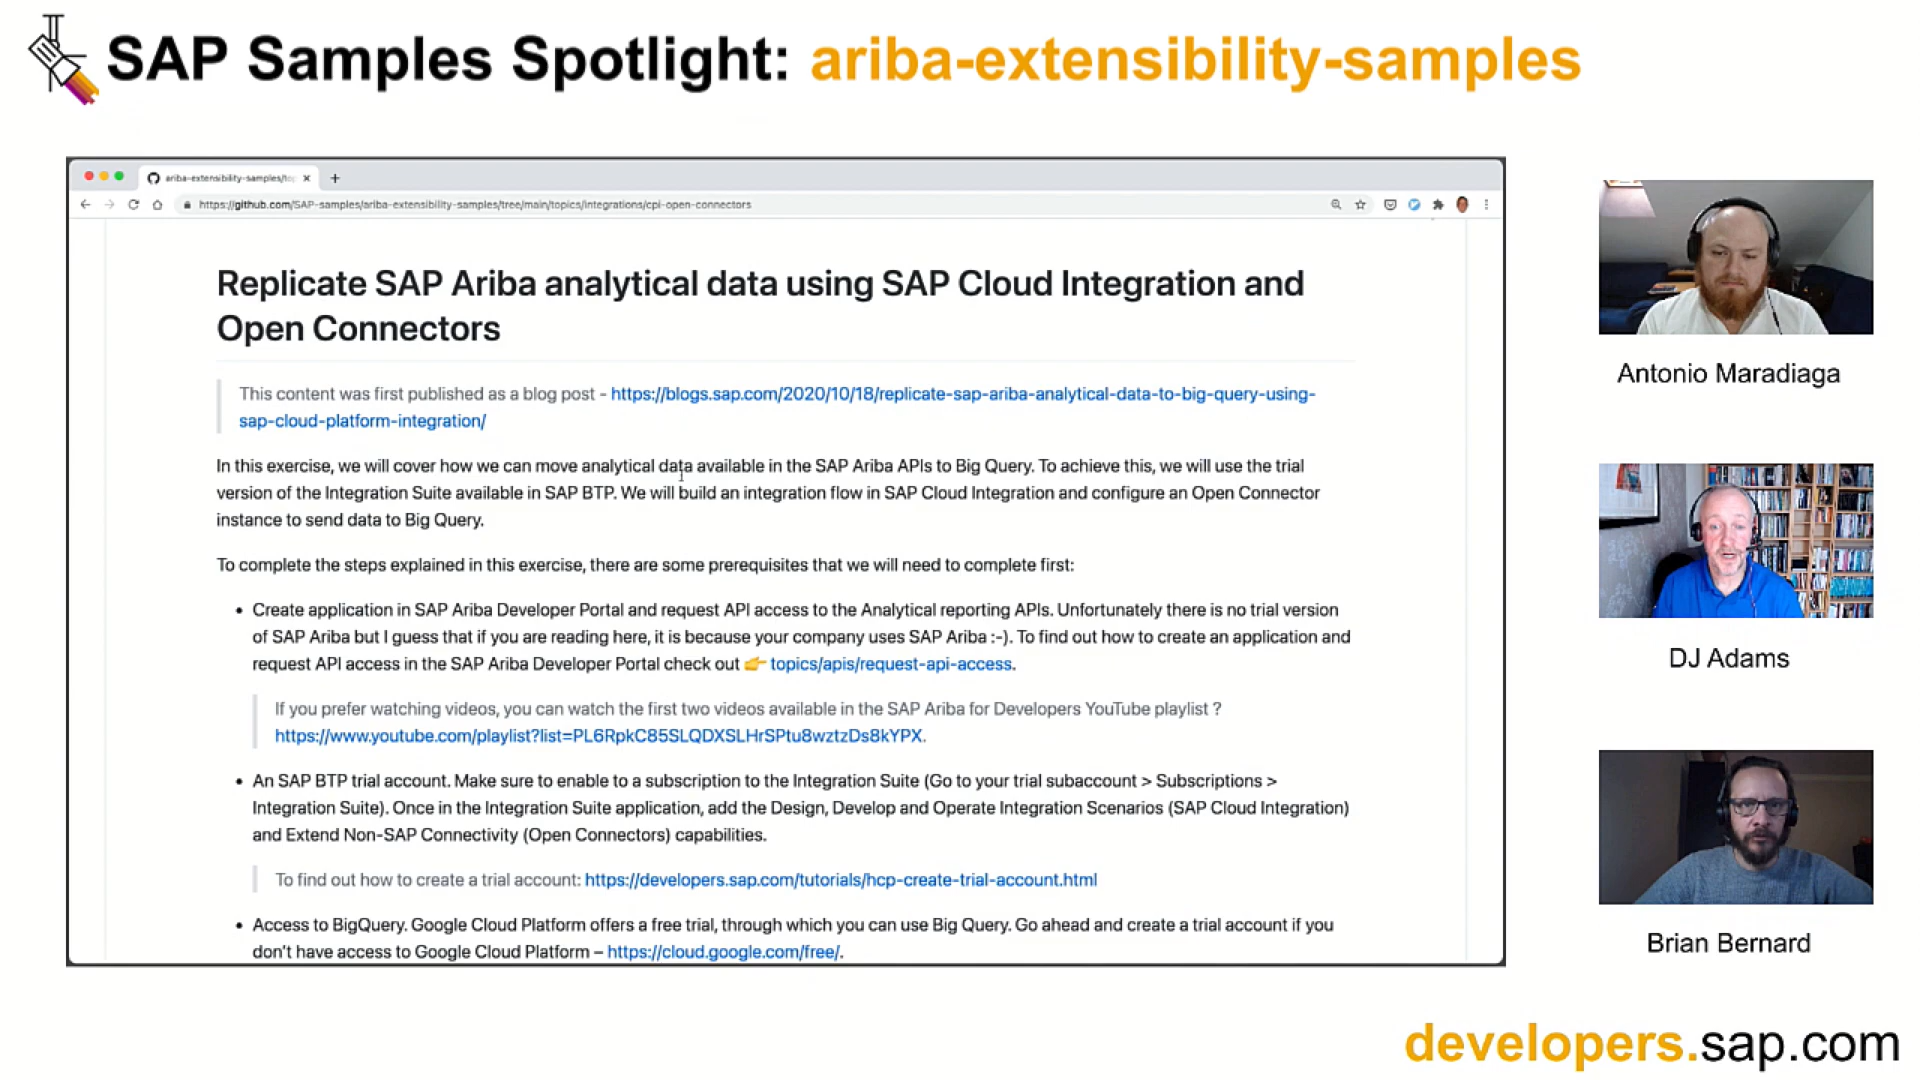 SAP Samples Spotlight: ariba-extensibility-samples
ariba-extensibility-samples/to
https://github.com/SAP-samples/ariba-extensibility-samples/tree/main/topics/integrations/cpi-open-connectors
Replicate SAP Ariba analytical data using SAP Cloud Integration and
Open Connectors
This content was first published as a blog post - https://blogs.sap.com/2020/10/18/replicate-sap-ariba-analytical-data-to-big-query-using-
sap-cloud-platform-integration/
In this exercise, we will cover how we can move analytical data available in the SAP Ariba APIs to Big Query. To achieve this, we will use the trial
version of the Integration Suite available in SAP BTP. We will build an integration flow in SAP Cloud Integration and configure an Open Connector
instance to send data to Big Query.
To complete the steps explained in this exercise, there are some prerequisites that we will need to complete first:
• Create application in SAP Ariba Developer Portal and request API access to the Analytical reporting APIs. Unfortunately there is no trial version
of SAP Ariba but I guess that if you are reading here, it is because your company uses SAP Ariba :-). To find out how to create an application and
request API access in the SAP Ariba Developer Portal check out 👉 topics/apis/request-api-access.
If you prefer watching videos, you can watch the first two videos available in the SAP Ariba for Developers YouTube playlist ?
https://www.youtube.com/playlist?list=PL6RpkC85SLQDXSLHrSPtu8wztzDs8kYPX.
• An SAP BTP trial account. Make sure to enable to a subscription to the Integration Suite (Go to your trial subaccount > Subscriptions >
Integration Suite). Once in the Integration Suite application, add the Design, Develop and Operate Integration Scenarios (SAP Cloud Integration)
and Extend Non-SAP Connectivity (Open Connectors) capabilities.
To find out how to create a trial account: https://developers.sap.com/tutorials/hcp-create-trial-account.html
• Access to BigQuery. Google Cloud Platform offers a free trial, through which you can use Big Query. Go ahead and create a trial account if you
don't have access to Google Cloud Platform – https://cloud.google.com/free/.
Antonio Maradiaga
DJ Adams
Brian Bernard
developers.sap.com